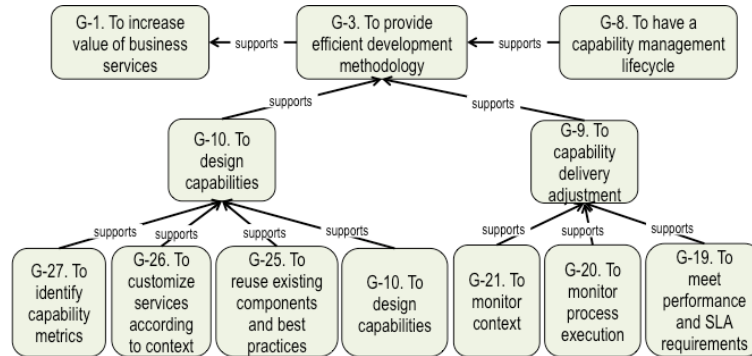 G-1. To increase
value of business
services
supports
G-3. To provide
efficient development
methodology
supports
G-8. To have a
capability management
lifecycle
supports
supports
G-10. To
design
capabilities
G-9. To
capability
delivery
adjustment
supports
supports
supports
supports
supports
supports
supports
G-27. To
identify
capability
metrics
G-26. To
customize
services
according
to context
G-25. To
reuse existing
components
and best
practices
G-10. To
design
capabilities
G-21. To
monitor
context
G-20. To
monitor
process
execution
G-19. To
meet
performance
and SLA
requirements